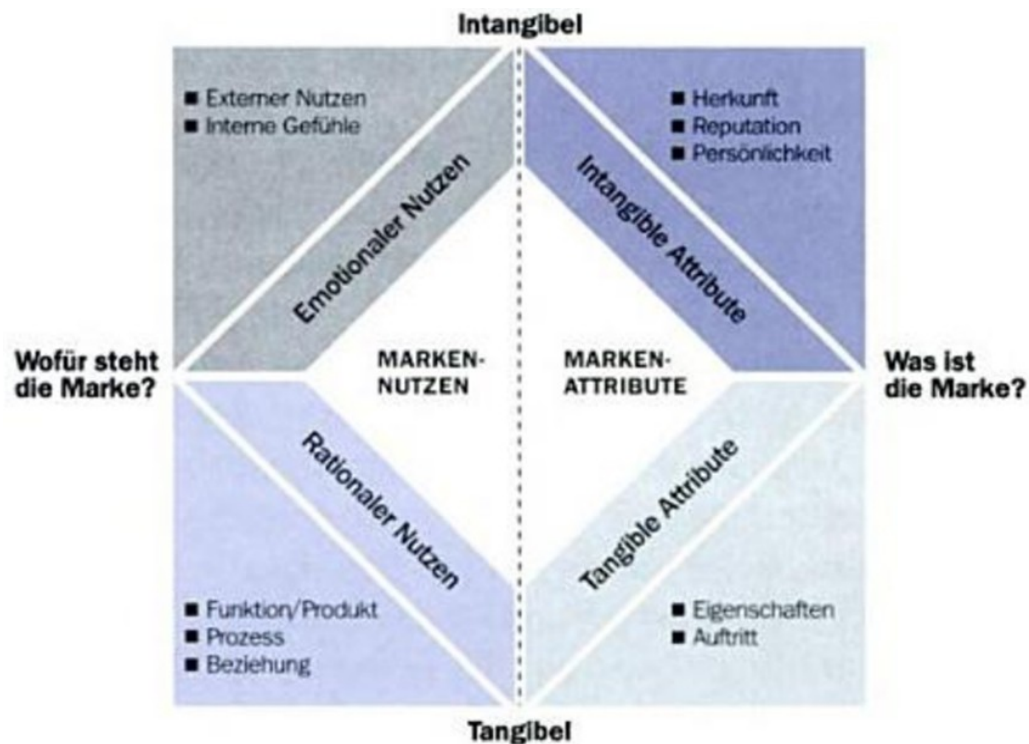 Intangibel
■ Externer Nutzen
■ Interne Gefühle
■ Herkunft
■ Reputation
■ Persönlichkeit
Emotionaler Nutzen
Intangible Attribute
Wofür steht
die Marke?
MARKEN-
NUTZEN
MARKEN-
ATTRIBUTE
Was ist
die Marke?
Rationaler Nutzen
Tangible Attribute
■ Funktion/Produkt
■ Prozess
■ Beziehung
■ Eigenschaften
■ Auftritt
Tangibel